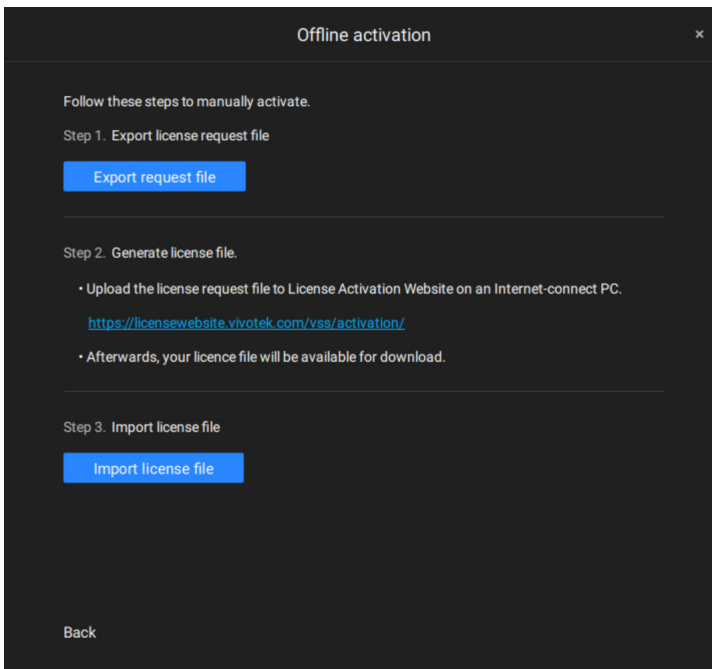 Offline activation
×
Follow these steps to manually activate.
Step 1. Export license request file
Export request file
Step 2. Generate license file.
• Upload the license request file to License Activation Website on an Internet-connect PC.
https://licensewebsite.vivotek.com/vss/activation/
• Afterwards, your licence file will be available for download.
Step 3. Import license file
Import license file
Back